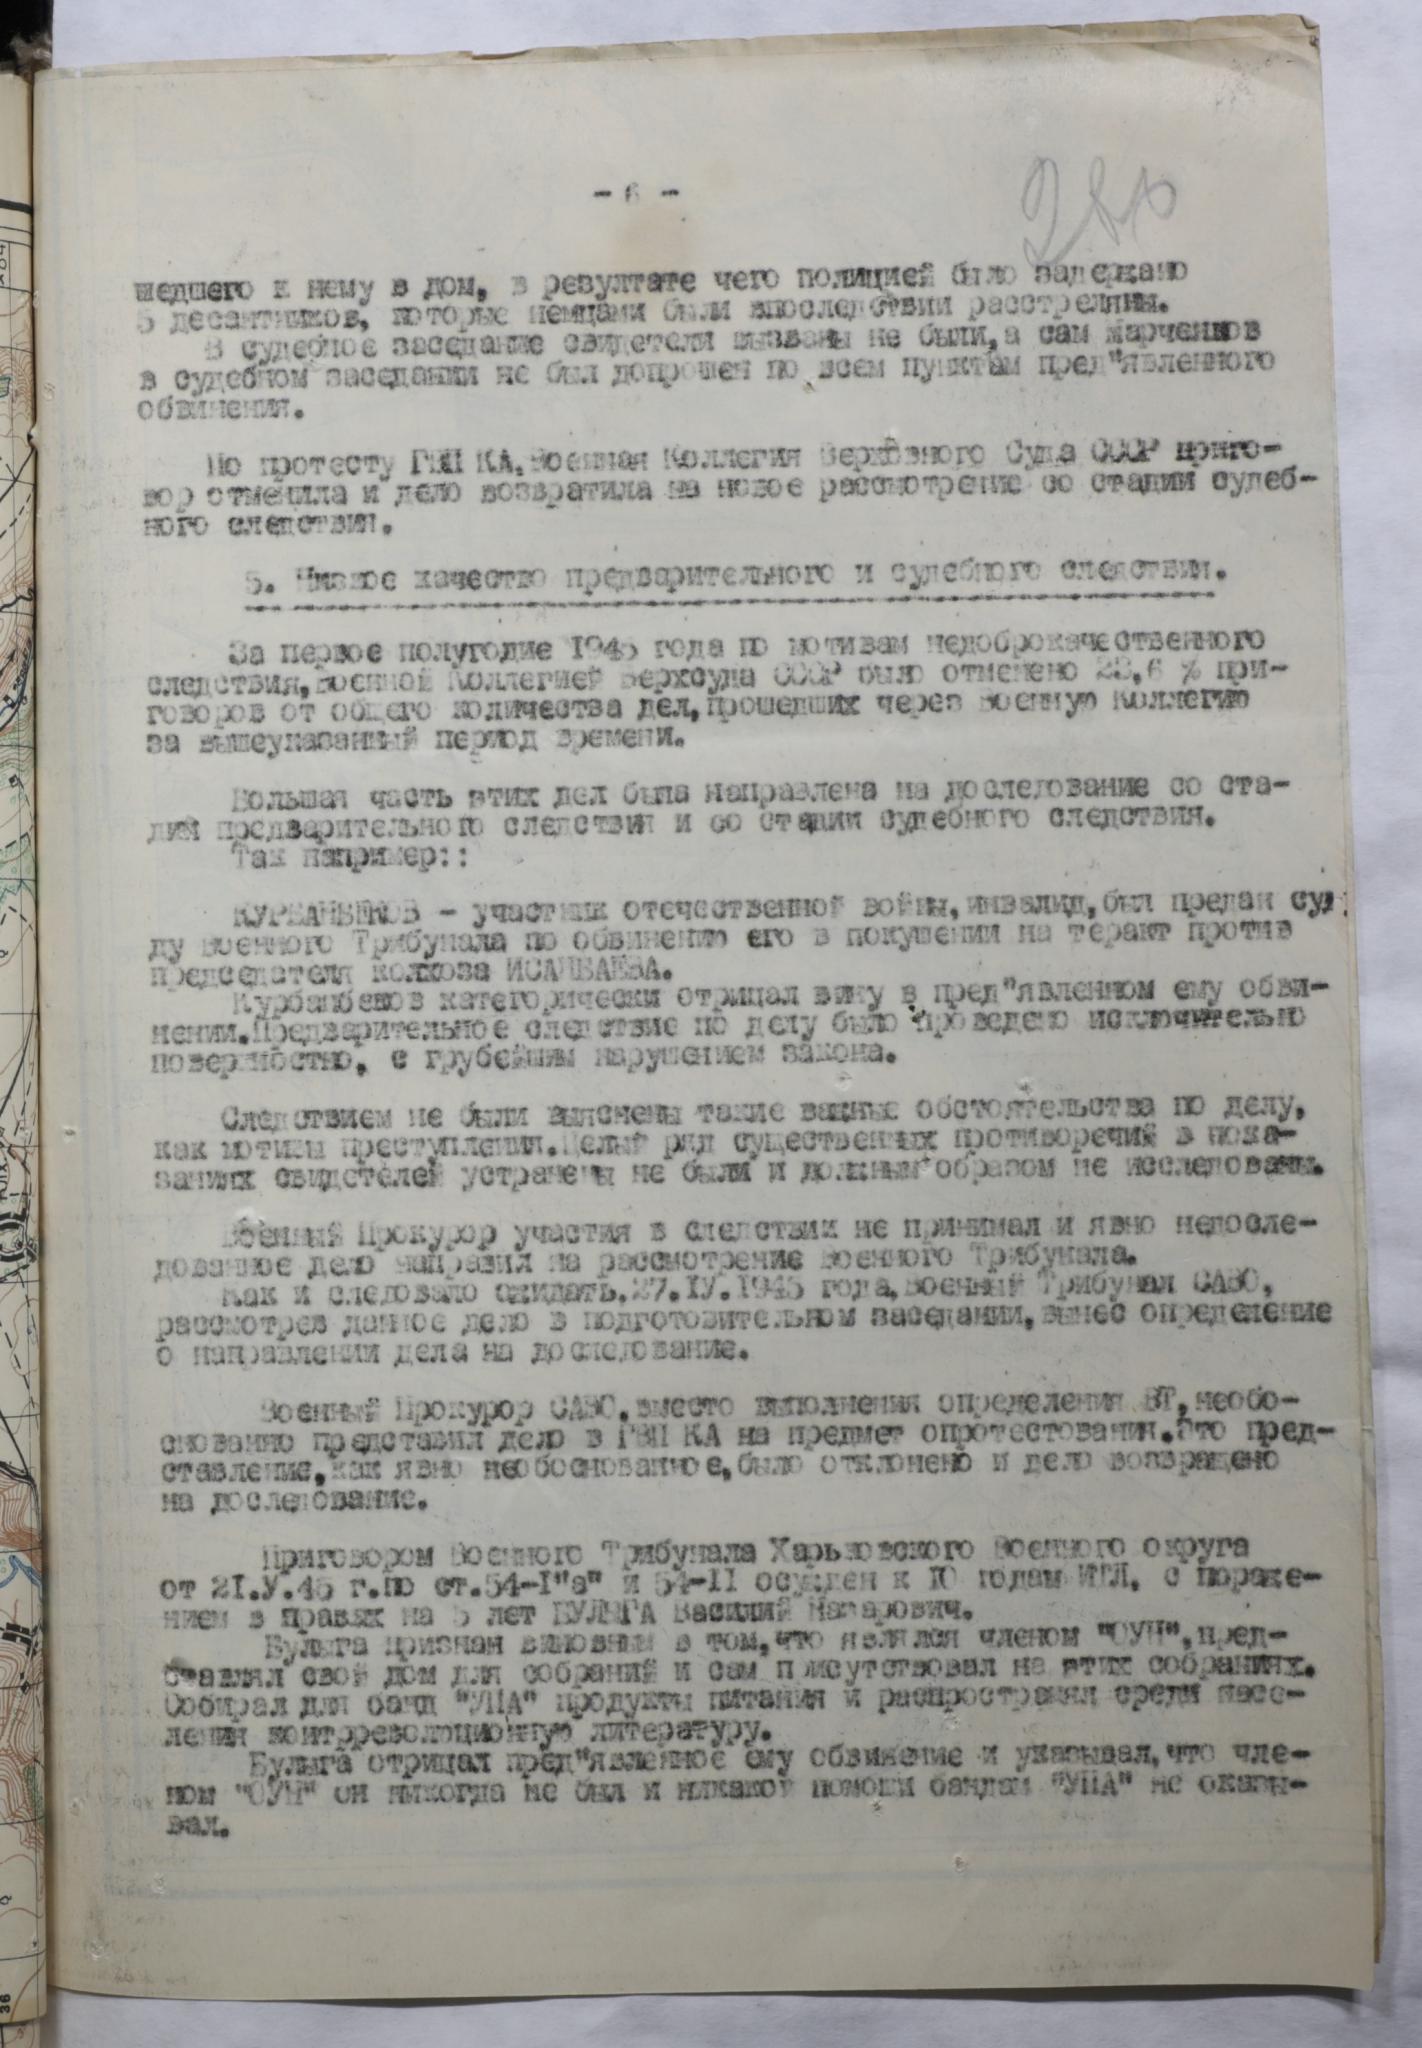 - 6 -
шедшего к нему в дом, в резултате чего полицией было задержано
5 десантников, которые немцами были впоследствии расстреляны.
В судебное заседание свидетели вызваны не были, а сам Марченков
в судебном заседании не был допрошен по всем пунктам пред"явленного
обвинения.
По протесту ГВП КА, Военная Коллегия Верховного Суда СССР приго-
вор отменила и дело возвратила на новое рассмотрение со стадии судеб-
ного следствия.
5. Низкое качество предварительного и судебного следствия.
За первое полугодие 1945 года по мотивам недоброкачественного
следствия, Военной Коллегией Верхсуда СССР было отменено 23,6 % при-
говоров от общего количества дел, прошедших через Военную Коллегию
за вышеуказанный период времени.
Большая часть этих дел была направлена на доследование со ста-
дии предварительного следствия и со стадии судебного следствия.
Так например::
КУРБАНБЕКОВ - участник отечественной войны, инвалид, был предан су
ду Военного Трибунала по обвинению его в покушении на теракт против
председателя колхоза ИСАНБАЕВА.
Курбанбеков категорически отрицал вину в пред"явленном ему обви-
нении. Предварительное следствие по делу было проведено исключительно
поверхностно, с грубейшим нарушением закона.
Следствием не были выяснены такие важные обстоятельства по делу,
как мотивы преступления. Целый ряд существенных противоречий в пока-
заниях свидетелей устранены не были и должным образом не исследованы.
Военный Прокурор участия в следствии не принимал и явно недосле-
дованное дело направил на рассмотрение Военного Трибунала.
Как и следовало ожидать, 27.IУ.1945 года, Военный Трибунал САВО,
рассмотрев данное дело в подготовительном заседании, вынес определение
о направлении дела на доследование.
Военный Прокурор САВО, вместо выполнения определения ВТ, необо-
снованно представил дело в ГВП КА на предмет опротестования. Это пред-
ставление, как явно необоснованное, было отклонено и дело возвращено
на доследование.
Приговором Военного Трибунала Харьковского Военного округа
от 2I.У.45 г. по ст.54-I"а" и 54-II осужден к IO годам ИТЛ, с пораже-
нием в правах на 5 лет БУЛЫГА Василий Назарович.
Булыга признан виновным в том, что являлся членом "ОУН", пред-
ставлял свой дом для собраний и сам присутствовал на этих собраниях.
Собирал для банд "УПА" продукты питания и распространял среди насе-
ления контрреволюционную литературу.
Булыга отрицал пред"явленное ему обвинение и указывал, что чле-
ном "ОУН" он никогда не был и никакой помощи бандам "УПА" не оказы-
вал.